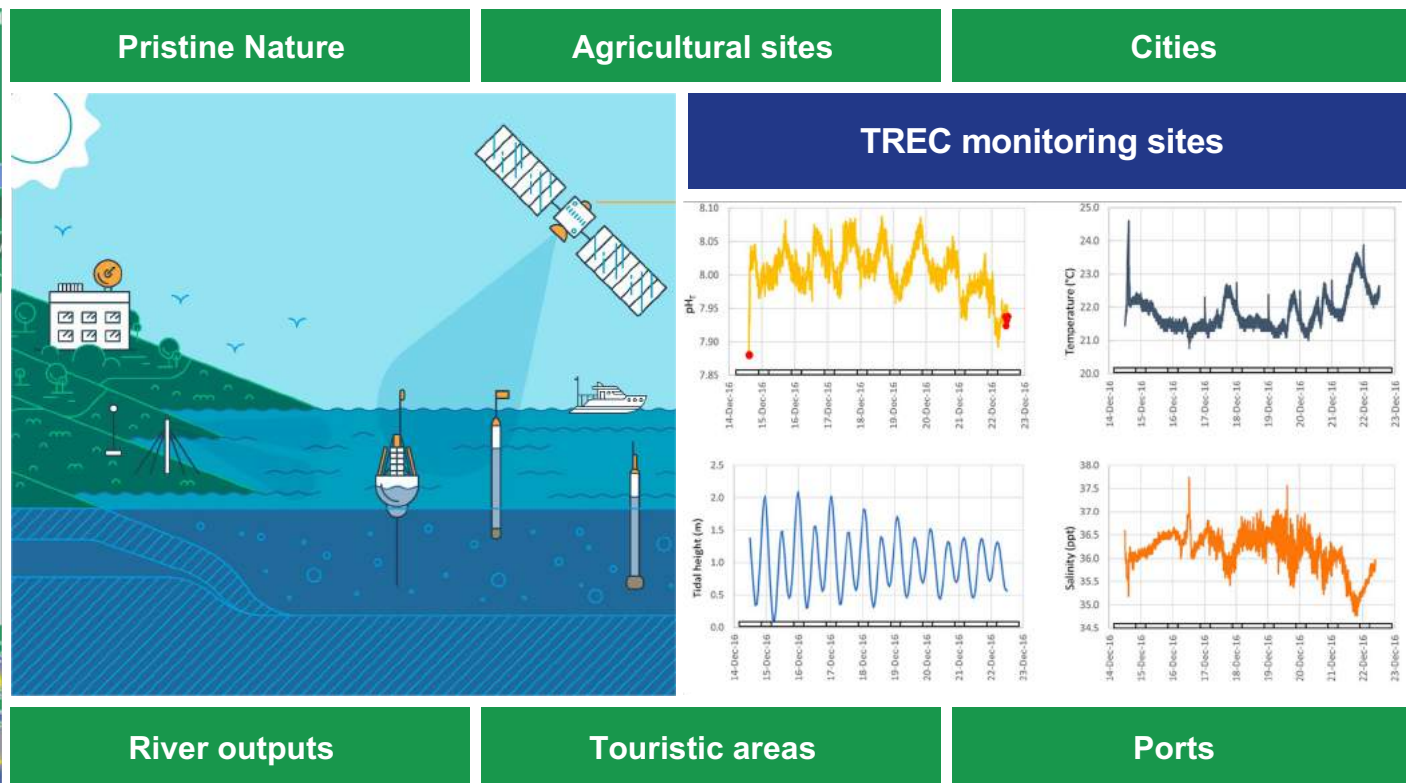 Pristine Nature
Agricultural sites
Cities
TREC monitoring sites
8.10
8.05
8.00
7.95
7.90
7.85
pHT
14-Dec-16
15-Dec-16
16-Dec-16
17-Dec-16
18-Dec-16
19-Dec-16
20-Dec-16
21-Dec-16
22-Dec-16
23-Dec-16
25.0
24.0
23.0
22.0
21.0
20.0
Temperature (°C)
14-Dec-16
15-Dec-16
16-Dec-16
17-Dec-16
18-Dec-16
19-Dec-16
20-Dec-16
21-Dec-16
22-Dec-16
23-Dec-16
2.5
2.0
1.5
1.0
0.5
0.0
Tidal height (m)
14-Dec-16
15-Dec-16
16-Dec-16
17-Dec-16
18-Dec-16
19-Dec-16
20-Dec-16
21-Dec-16
22-Dec-16
23-Dec-16
38.0
37.5
37.0
36.5
36.0
35.5
35.0
34.5
Salinity (ppt)
14-Dec-16
15-Dec-16
16-Dec-16
17-Dec-16
18-Dec-16
19-Dec-16
20-Dec-16
21-Dec-16
22-Dec-16
23-Dec-16
River outputs
Touristic areas
Ports